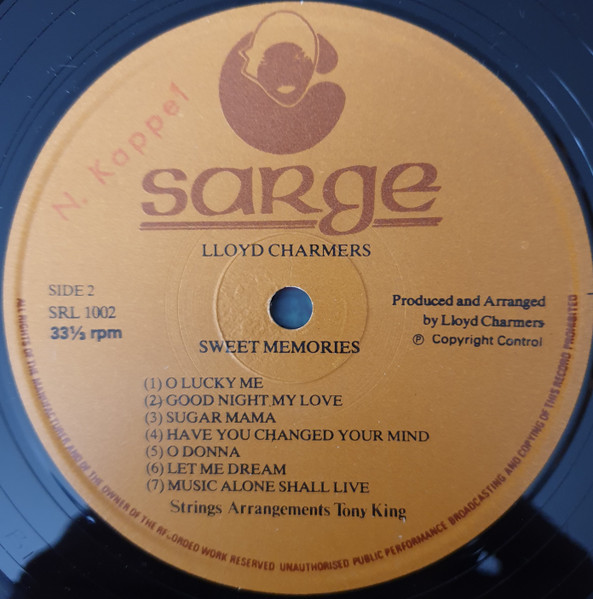 N. Kappel
sarge
LLOYD CHARMERS
SIDE 2
SRL 1002
33⅓ rpm
Produced and Arranged
by Lloyd Charmers
℗ Copyright Control
SWEET MEMORIES
(1) O LUCKY ME
(2) GOOD NIGHT MY LOVE
(3) SUGAR MAMA
(4) HAVE YOU CHANGED YOUR MIND
(5) O DONNA
(6) LET ME DREAM
(7) MUSIC ALONE SHALL LIVE
Strings Arrangements Tony King
ALL RIGHTS OF THE MANUFACTURER AND OF THE OWNER OF THE RECORDED WORK RESERVED UNAUTHORISED PUBLIC PERFORMANCE BROADCASTING AND COPYING OF THIS RECORD PROHIBITED